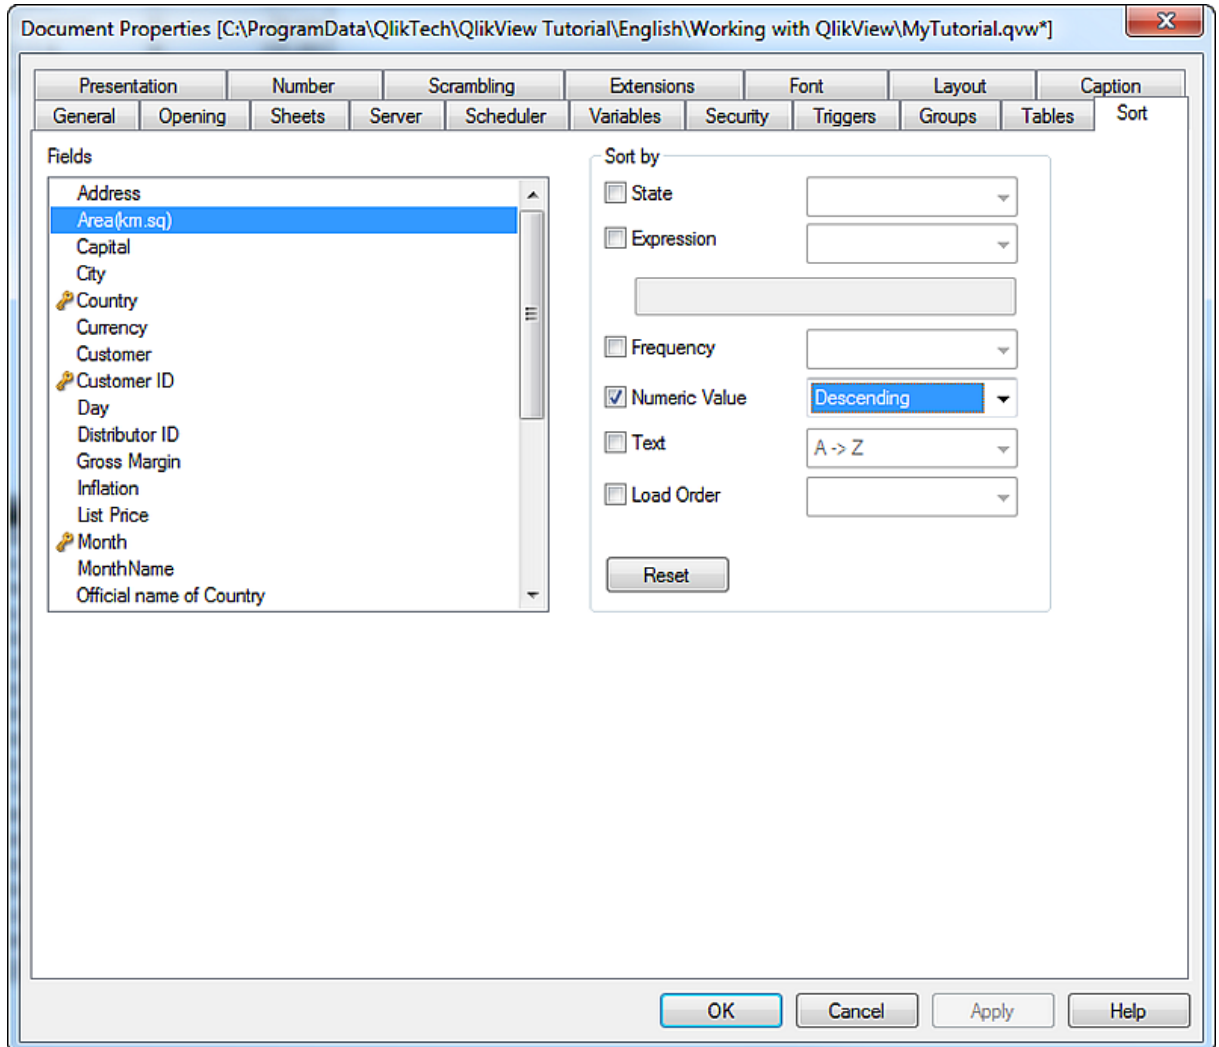 Document Properties [C:\ProgramData\QlikTech\QlikView Tutorial\English\Working with QlikView\MyTutorial.qvw*]
Presentation Number Scrambling Extensions Font Layout Caption
General Opening Sheets Server Scheduler Variables Security Triggers Groups Tables Sort
Fields
Address
Area(km.sq)
Capital
City
Country
Currency
Customer
Customer ID
Day
Distributor ID
Gross Margin
Inflation
List Price
Month
MonthName
Official name of Country
Sort by
State
Expression
Frequency
Numeric Value Descending
Text A -> Z
Load Order
Reset
OK Cancel Apply Help